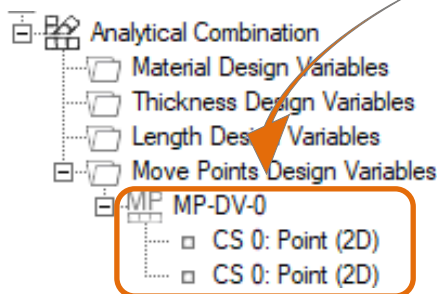 Analytical Combination
Material Design Variables
Thickness Design Variables
Length Design Variables
Move Points Design Variables
MP MP-DV-0
CS 0: Point (2D)
CS 0: Point (2D)